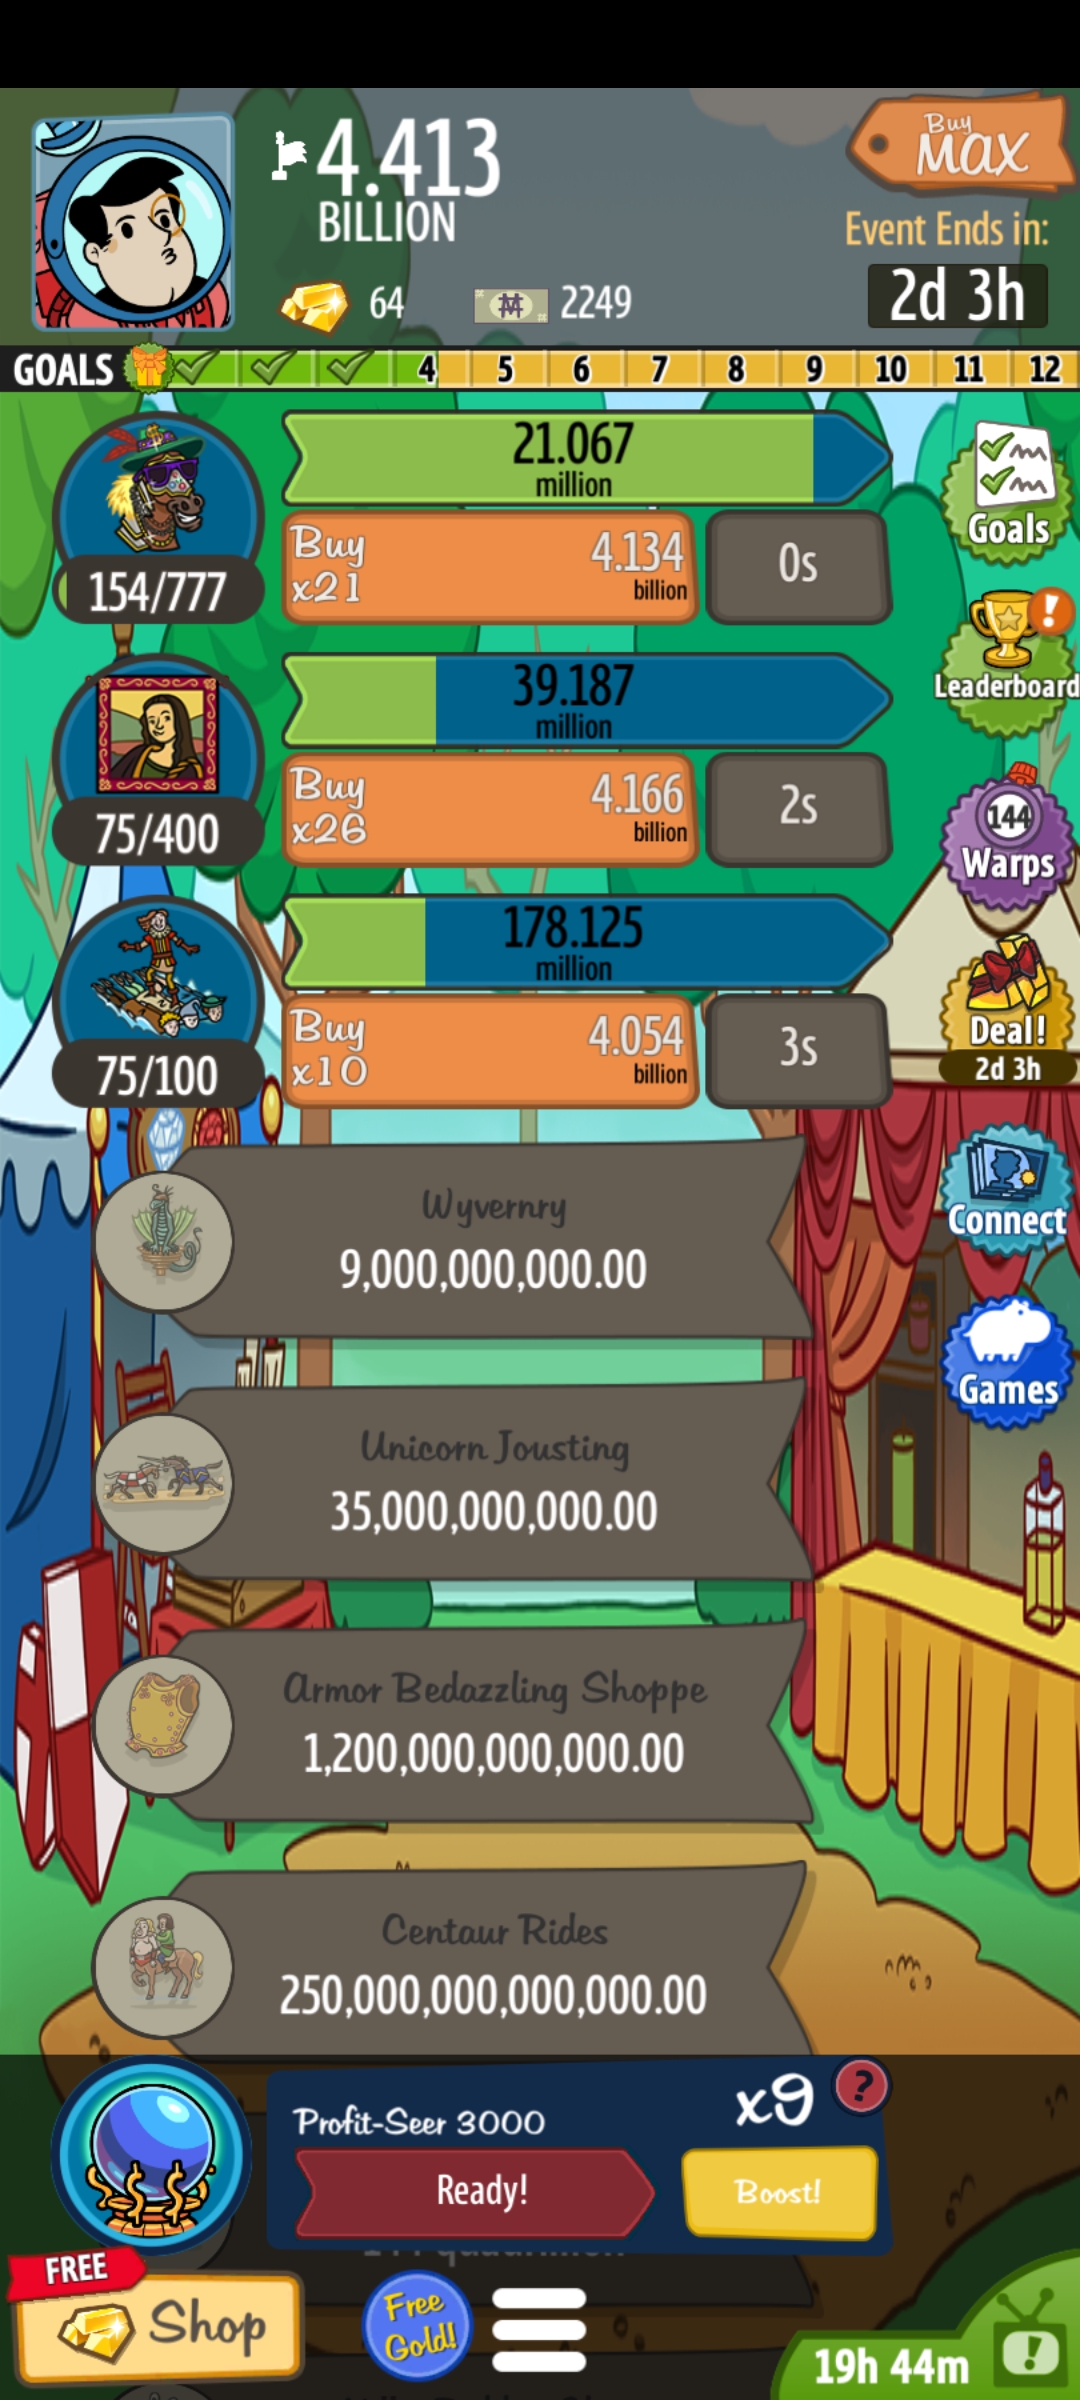 4.413
BILLION
Buy
MAX
Event Ends in:
2d 3h
64
2249
GOALS
4 5 6 7 8 9 10 11 12
21.067
million
154/777
Buy
x21
4.134
billion
0s
Goals
39.187
million
75/400
Buy
x26
4.166
billion
2s
!
Leaderboard
144
Warps
178.125
million
75/100
Buy
x10
4.054
billion
3s
Deal!
2d 3h
Wyvernry
9,000,000,000.00
Connect
Unicorn Jousting
35,000,000,000.00
Games
Armor Bedazzling Shoppe
1,200,000,000,000.00
Centaur Rides
250,000,000,000,000.00
Profit-Seer 3000
x9
?
Ready!
Boost!
FREE
Shop
Free
Gold!
19h 44m
!